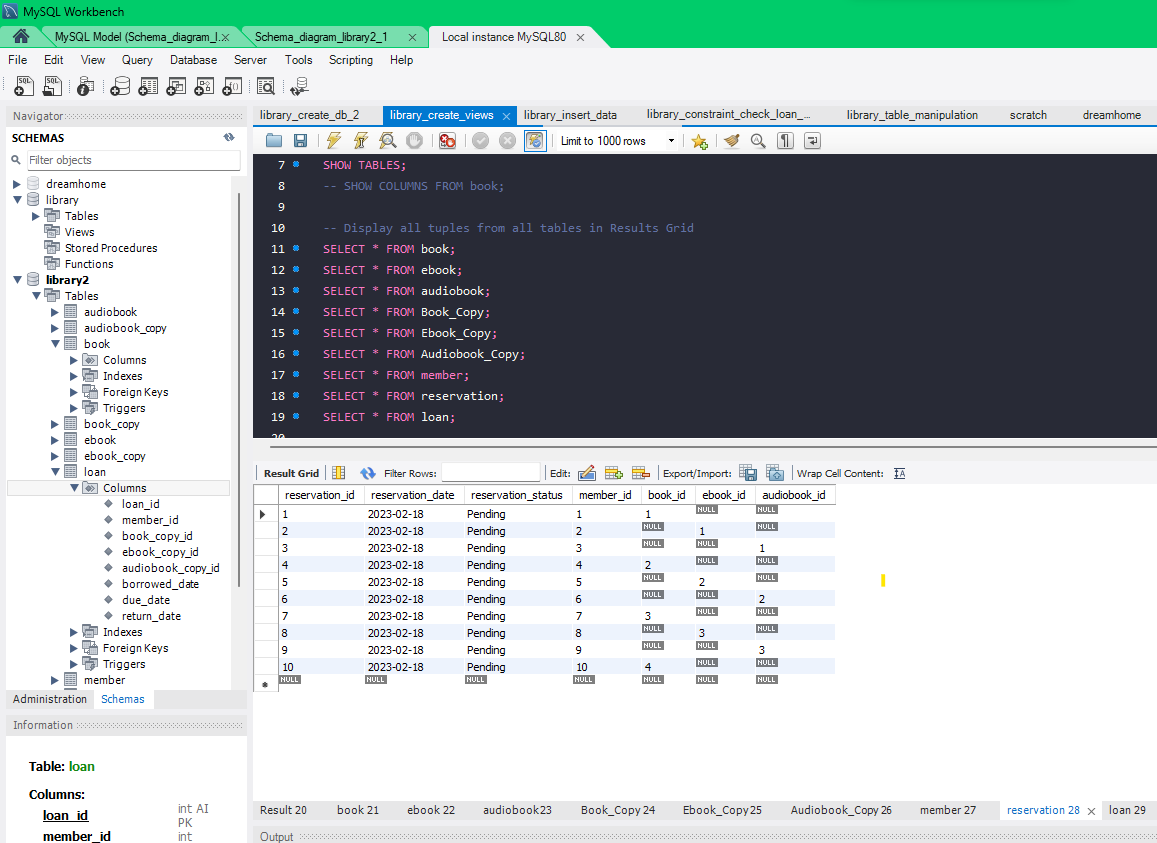 MySQL Workbench
MySQL Model (Schema_diagram_l.× Schema_diagram_library2_1 × Local instance MySQL80 ×
File Edit View Query Database Server Tools Scripting Help
Navigator
SCHEMAS
Filter objects
dreamhome
library
Tables
Views
Stored Procedures
Functions
library2
Tables
audiobook
audiobook_copy
book
Columns
Indexes
Foreign Keys
Triggers
book_copy
ebook
ebook_copy
loan
Columns
loan_id
member_id
book_copy_id
ebook_copy_id
audiobook_copy_id
borrowed_date
due_date
return_date
Indexes
Foreign Keys
Triggers
member
Administration Schemas
Information
Table: loan
Columns:
loan_id int AI
PK
member_id int
library_create_db_2 library_create_views × library_insert_data library_constraint_check_loan_... library_table_manipulation scratch dreamhome
Limit to 1000 rows
7 SHOW TABLES;
8 -- SHOW COLUMNS FROM book;
9
10 -- Display all tuples from all tables in Results Grid
11 SELECT * FROM book;
12 SELECT * FROM ebook;
13 SELECT * FROM audiobook;
14 SELECT * FROM Book_Copy;
15 SELECT * FROM Ebook_Copy;
16 SELECT * FROM Audiobook_Copy;
17 SELECT * FROM member;
18 SELECT * FROM reservation;
19 SELECT * FROM loan;
20
Result Grid Filter Rows: Edit: Export/Import: Wrap Cell Content:
reservation_id reservation_date reservation_status member_id book_id ebook_id audiobook_id
1 2023-02-18 Pending 1 1 NULL NULL
2 2023-02-18 Pending 2 NULL 1 NULL
3 2023-02-18 Pending 3 NULL NULL 1
4 2023-02-18 Pending 4 2 NULL NULL
5 2023-02-18 Pending 5 NULL 2 NULL
6 2023-02-18 Pending 6 NULL NULL 2
7 2023-02-18 Pending 7 3 NULL NULL
8 2023-02-18 Pending 8 NULL 3 NULL
9 2023-02-18 Pending 9 NULL NULL 3
10 2023-02-18 Pending 10 4 NULL NULL
NULL NULL NULL NULL NULL NULL NULL
Result 20 book 21 ebook 22 audiobook23 Book_Copy 24 Ebook_Copy 25 Audiobook_Copy 26 member 27 reservation 28 × loan 29
Output